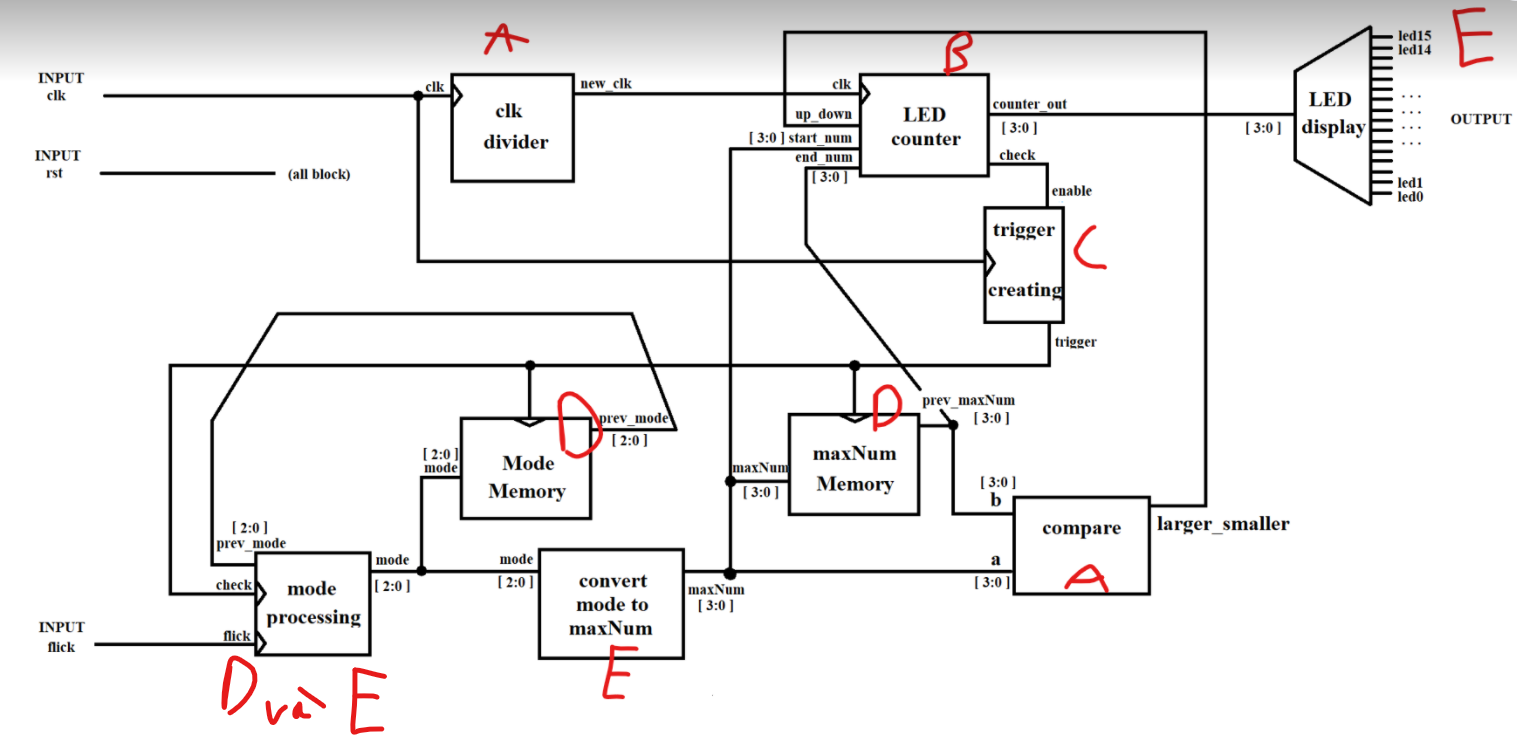 A
B
E
INPUT
clk
clk
clk
divider
new_clk
clk
up_down
[ 3:0 ] start_num
end_num
[ 3:0 ]
LED
counter
counter_out
[ 3:0 ]
check
enable
[ 3:0 ]
LED
display
led15
led14
...
...
...
...
led1
led0
OUTPUT
INPUT
rst
(all block)
trigger
creating
C
trigger
D
prev_mode
[ 2:0 ]
[ 2:0 ]
mode
Mode
Memory
D
prev_maxNum
[ 3:0 ]
maxNum
[ 3:0 ]
maxNum
Memory
[ 3:0 ]
b
a
[ 3:0 ]
compare
A
larger_smaller
[ 2:0 ]
prev_mode
check
flick
mode
processing
mode
[ 2:0 ]
mode
[ 2:0 ]
convert
mode to
maxNum
E
maxNum
[ 3:0 ]
INPUT
flick
D và E